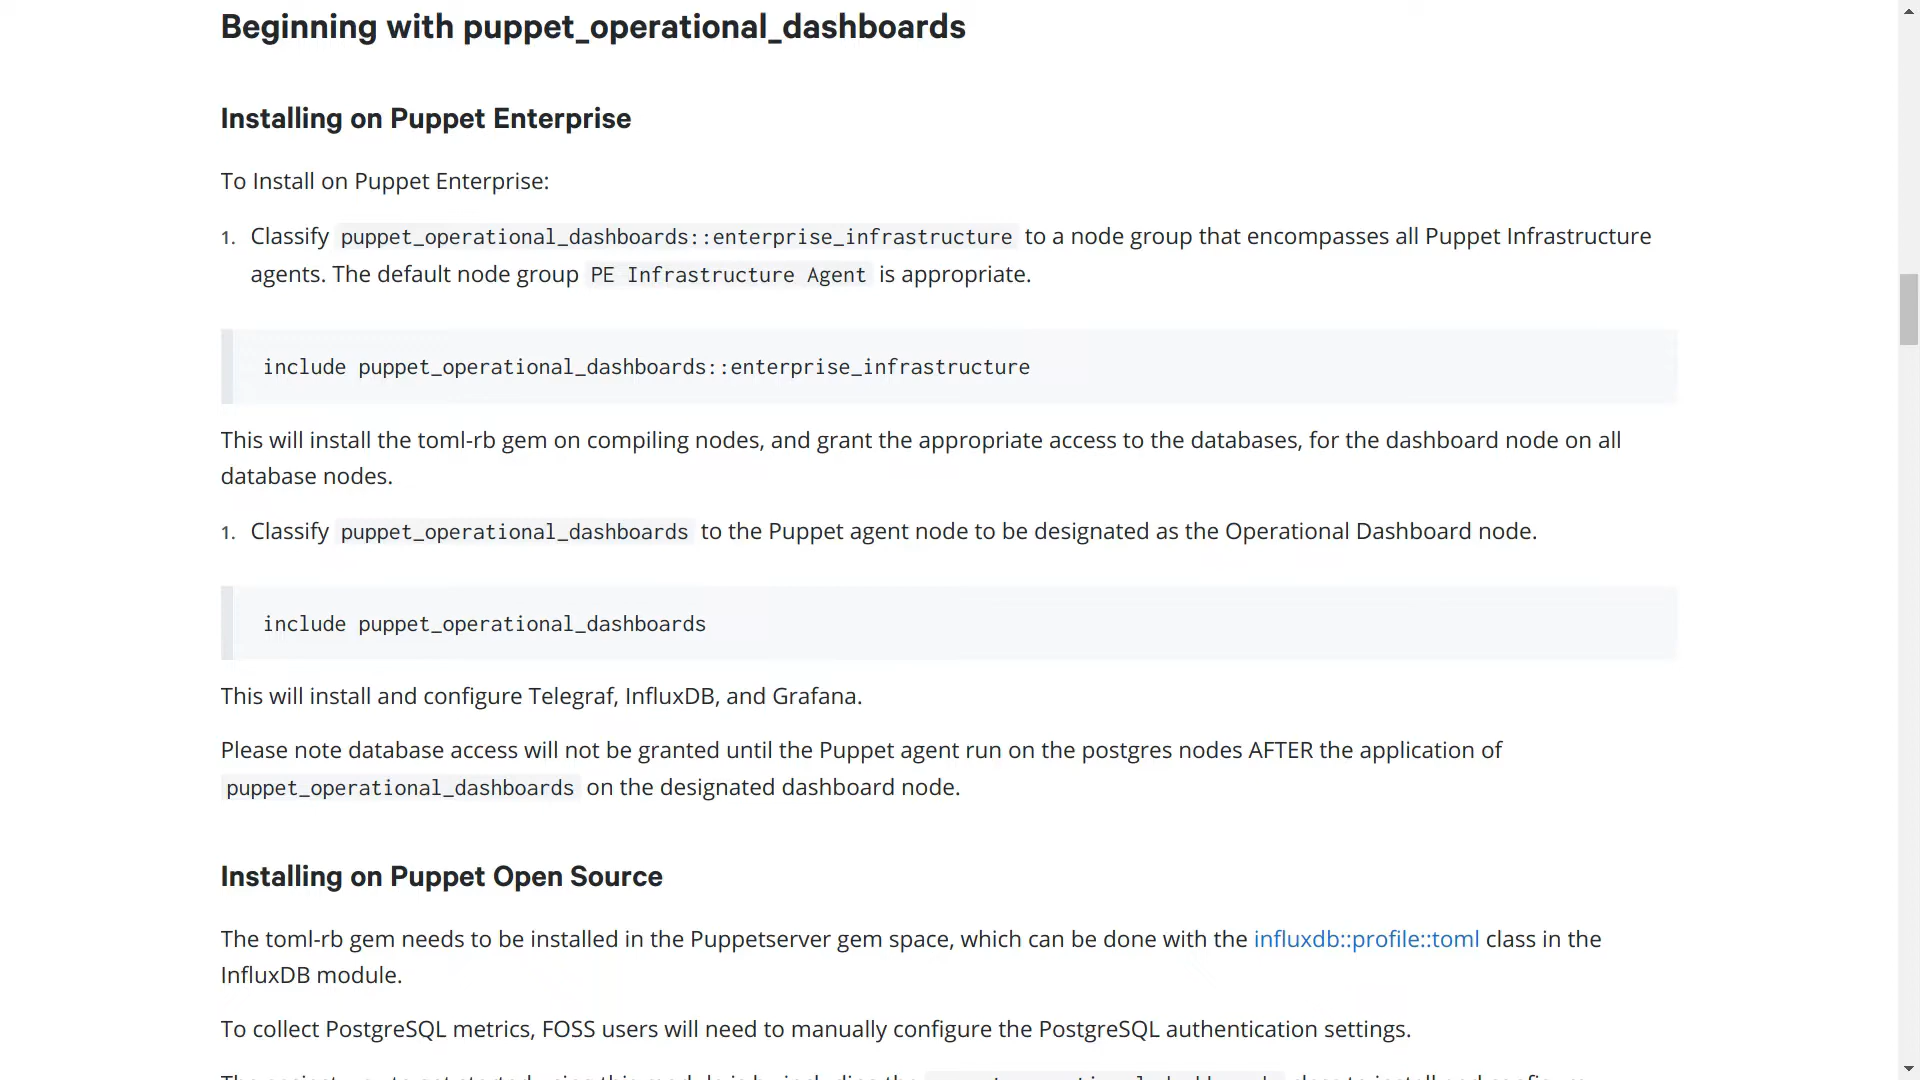 Beginning with puppet_operational_dashboards
Installing on Puppet Enterprise
To Install on Puppet Enterprise:
1. Classify puppet_operational_dashboards::enterprise_infrastructure to a node group that encompasses all Puppet Infrastructure
agents. The default node group PE Infrastructure Agent is appropriate.
include puppet_operational_dashboards::enterprise_infrastructure
This will install the toml-rb gem on compiling nodes, and grant the appropriate access to the databases, for the dashboard node on all
database nodes.
1. Classify puppet_operational_dashboards to the Puppet agent node to be designated as the Operational Dashboard node.
include puppet_operational_dashboards
This will install and configure Telegraf, InfluxDB, and Grafana.
Please note database access will not be granted until the Puppet agent run on the postgres nodes AFTER the application of
puppet_operational_dashboards on the designated dashboard node.
Installing on Puppet Open Source
The toml-rb gem needs to be installed in the Puppetserver gem space, which can be done with the influxdb::profile::toml class in the
InfluxDB module.
To collect PostgreSQL metrics, FOSS users will need to manually configure the PostgreSQL authentication settings.